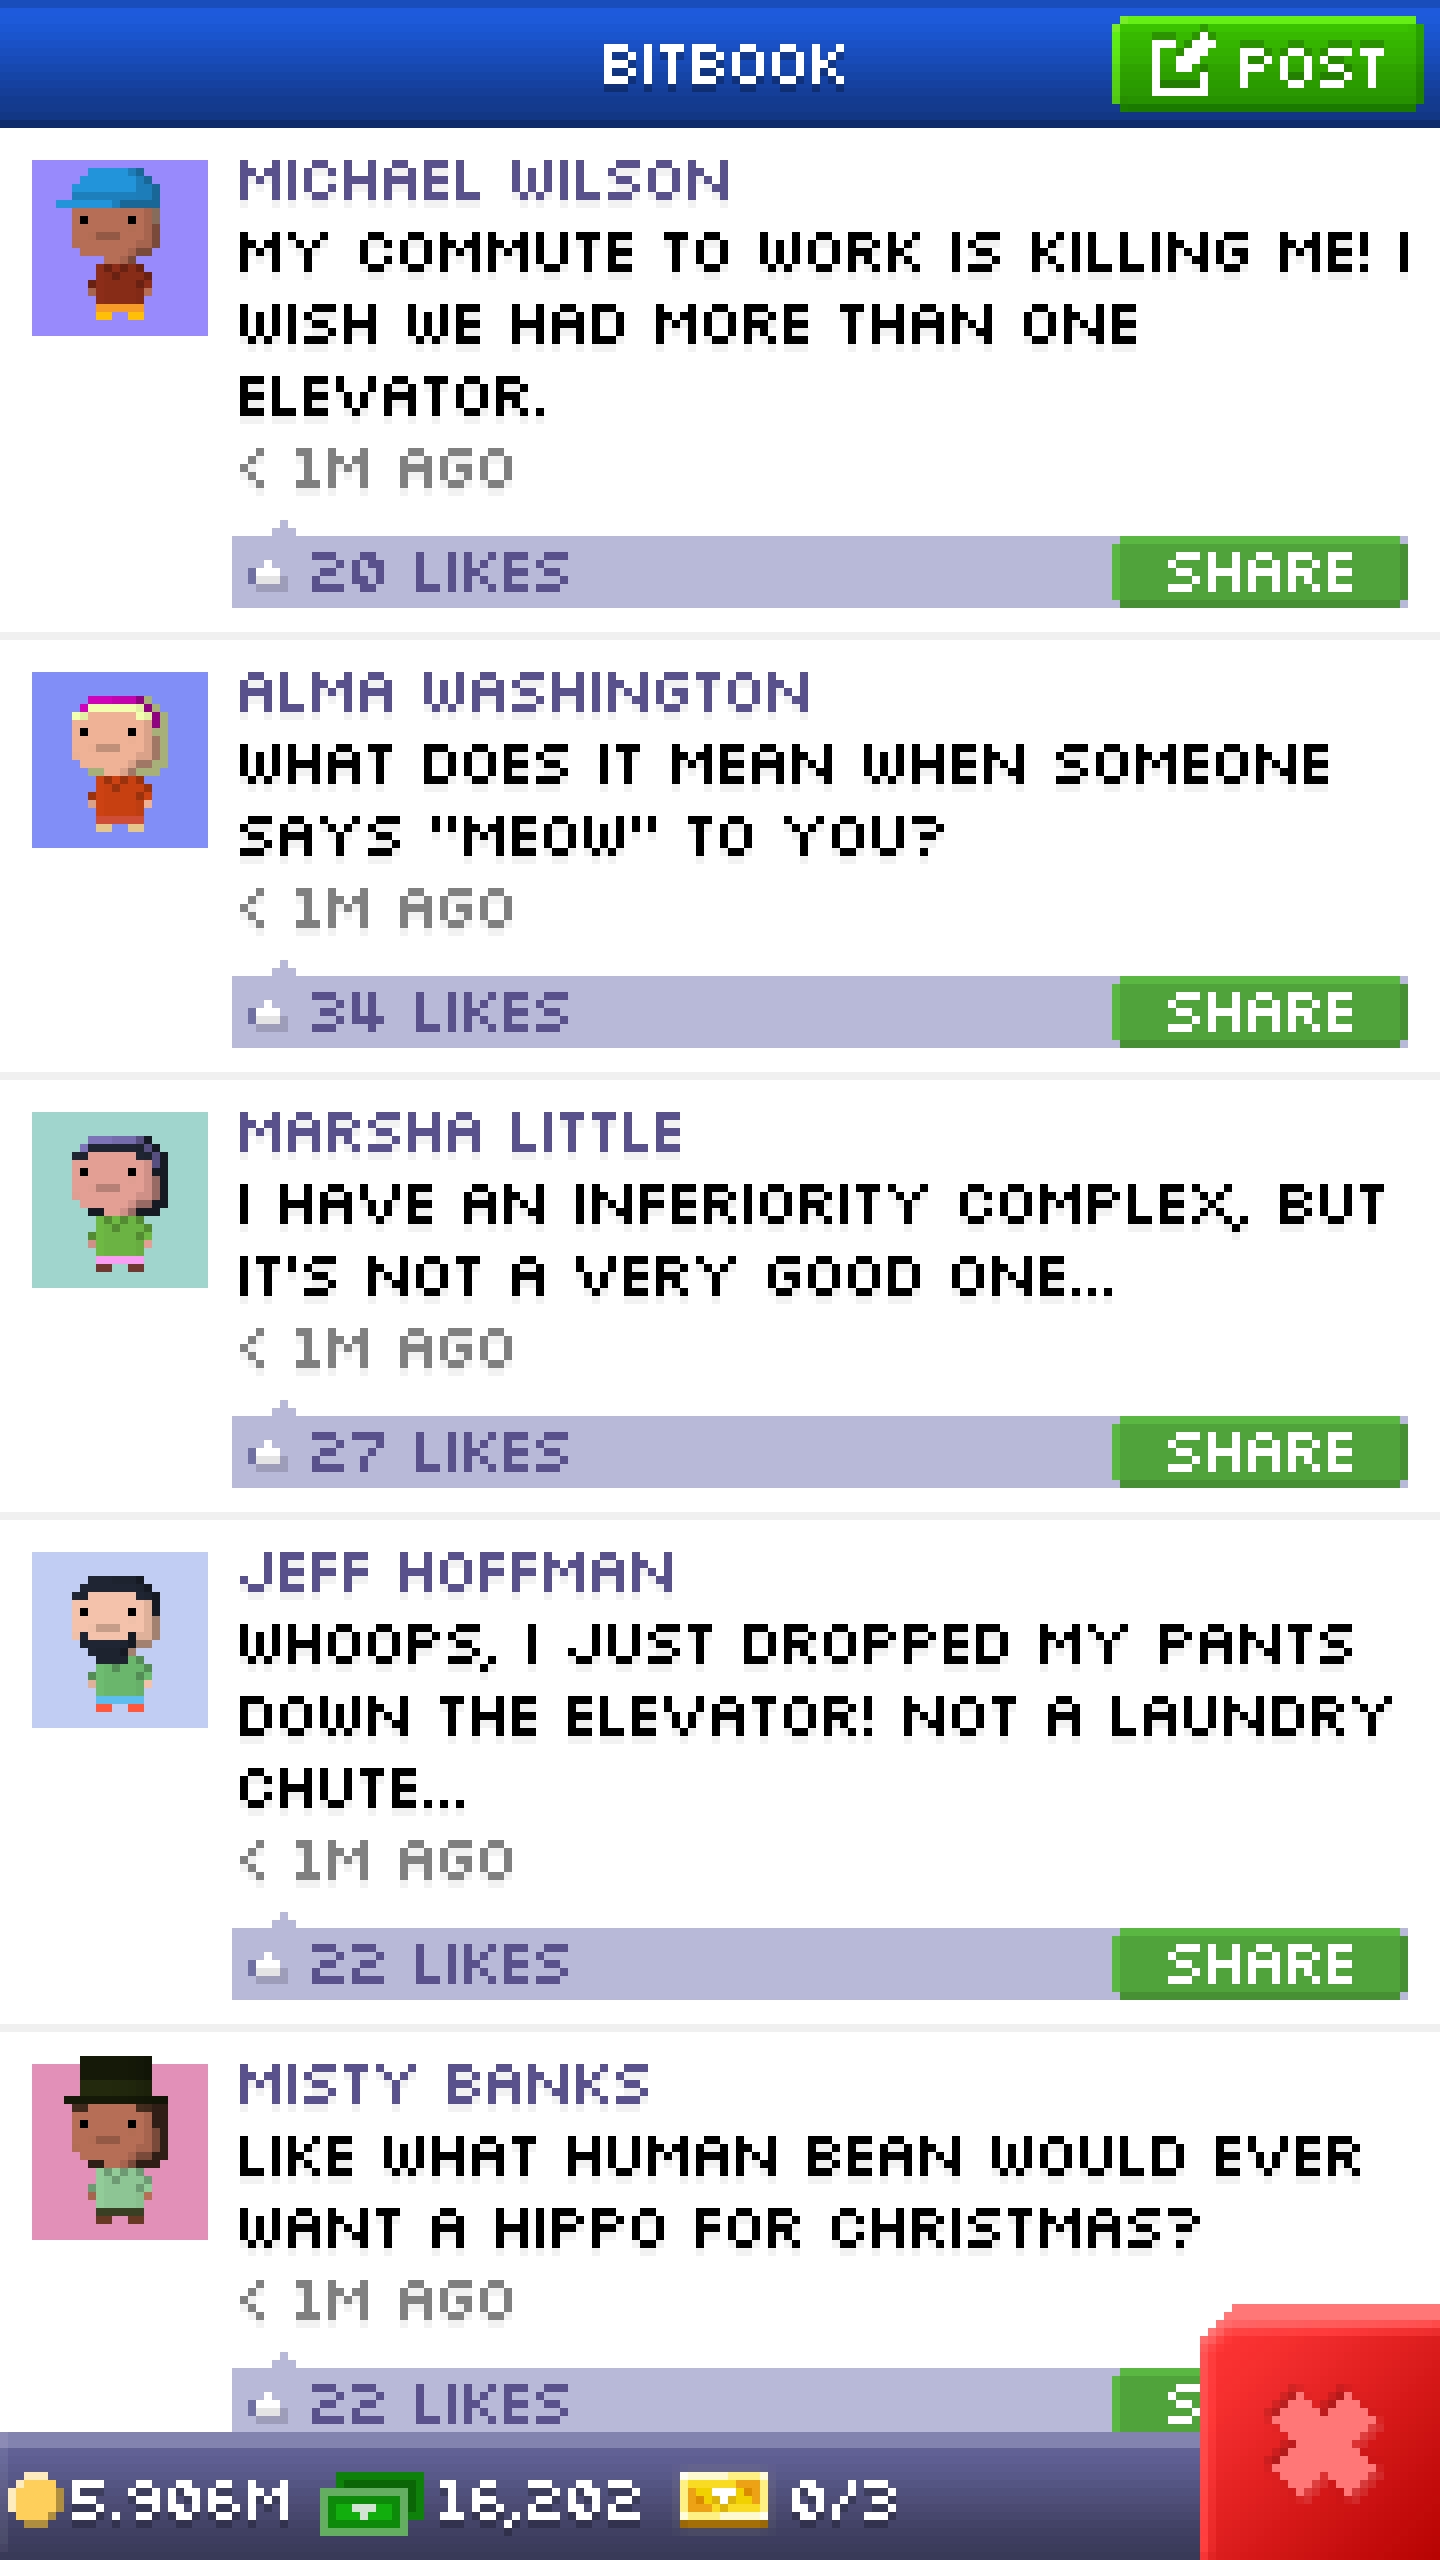 BITBOOK
POST
MICHAEL WILSON
MY COMMUTE TO WORK IS KILLING ME! I
WISH WE HAD MORE THAN ONE
ELEVATOR.
< 1M AGO
20 LIKES
SHARE
ALMA WASHINGTON
WHAT DOES IT MEAN WHEN SOMEONE
SAYS "MEOW" TO YOU?
< 1M AGO
34 LIKES
SHARE
MARSHA LITTLE
I HAVE AN INFERIORITY COMPLEX, BUT
IT'S NOT A VERY GOOD ONE...
< 1M AGO
27 LIKES
SHARE
JEFF HOFFMAN
WHOOPS, I JUST DROPPED MY PANTS
DOWN THE ELEVATOR! NOT A LAUNDRY
CHUTE...
< 1M AGO
22 LIKES
SHARE
MISTY BANKS
LIKE WHAT HUMAN BEAN WOULD EVER
WANT A HIPPO FOR CHRISTMAS?
< 1M AGO
22 LIKES
5.906M
16,202
0/3